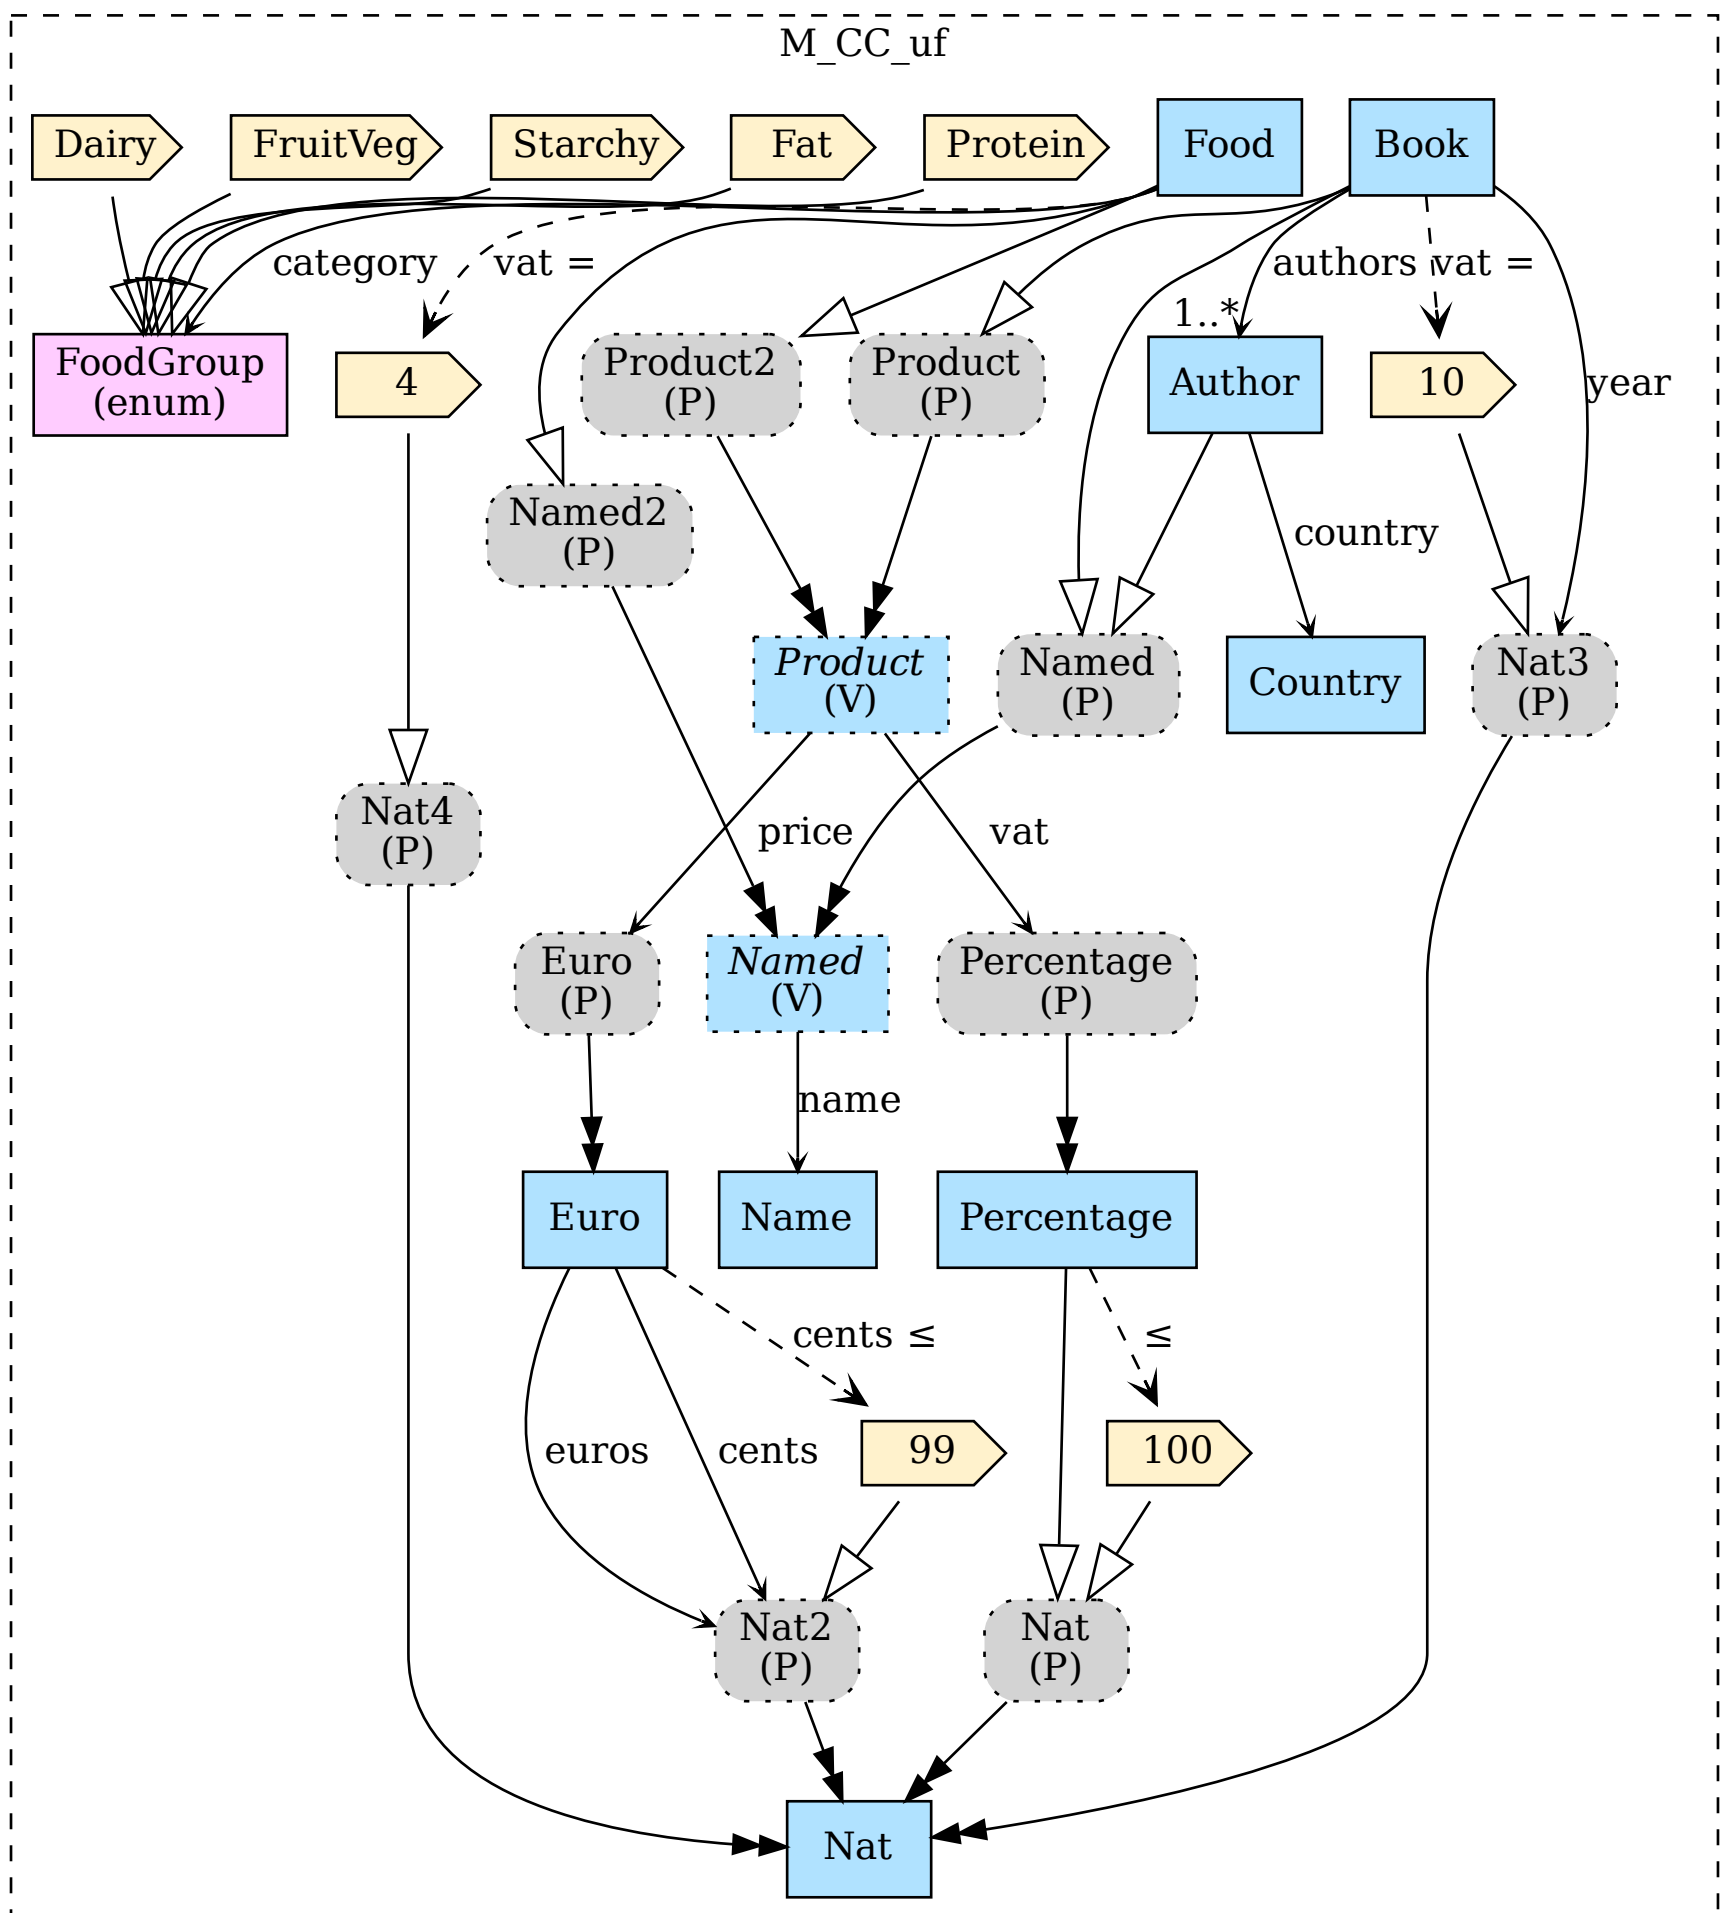 M_CC_uf
Dairy
FruitVeg
Starchy
Fat
Protein
Food
Book
category
vat =
authors
vat =
1..*
FoodGroup
(enum)
4
Product2
(P)
Product
(P)
Author
10
year
Named2
(P)
country
Product
(V)
Named
(P)
Country
Nat3
(P)
Nat4
(P)
price
vat
Euro
(P)
Named
(V)
Percentage
(P)
name
Euro
Name
Percentage
cents ≤
≤
euros
cents
99
100
Nat2
(P)
Nat
(P)
Nat